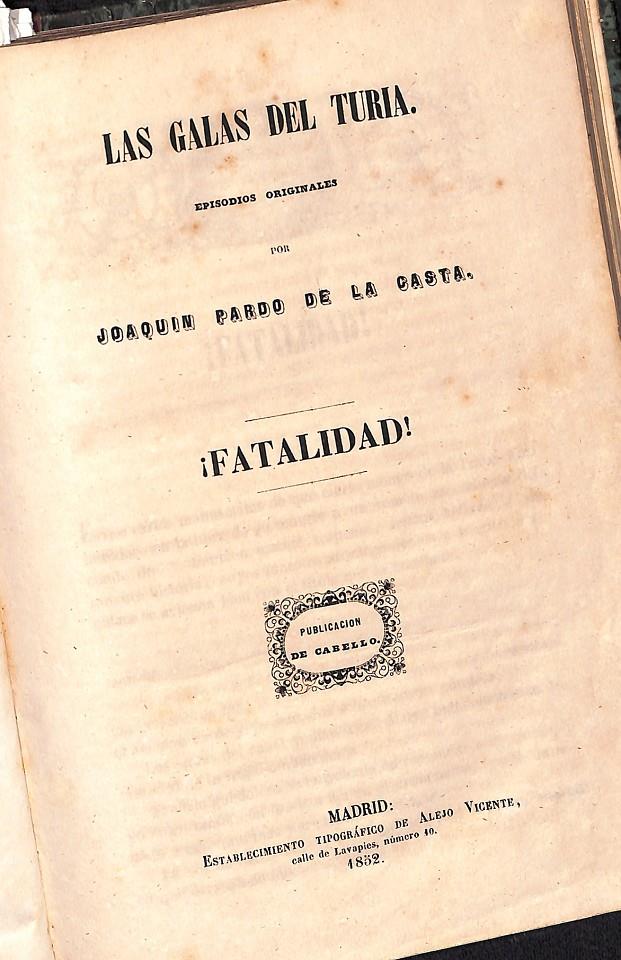 LAS GALAS DEL TURIA.
EPISODIOS ORIGINALES
POR
JOAQUIN PARDO DE LA CASTA.
¡FATALIDAD!
PUBLICACION
DE CABELLO.
MADRID:
ESTABLECIMIENTO TIPOGRÁFICO DE ALEJO VICENTE,
calle de Lavapies, número 10.
1852.